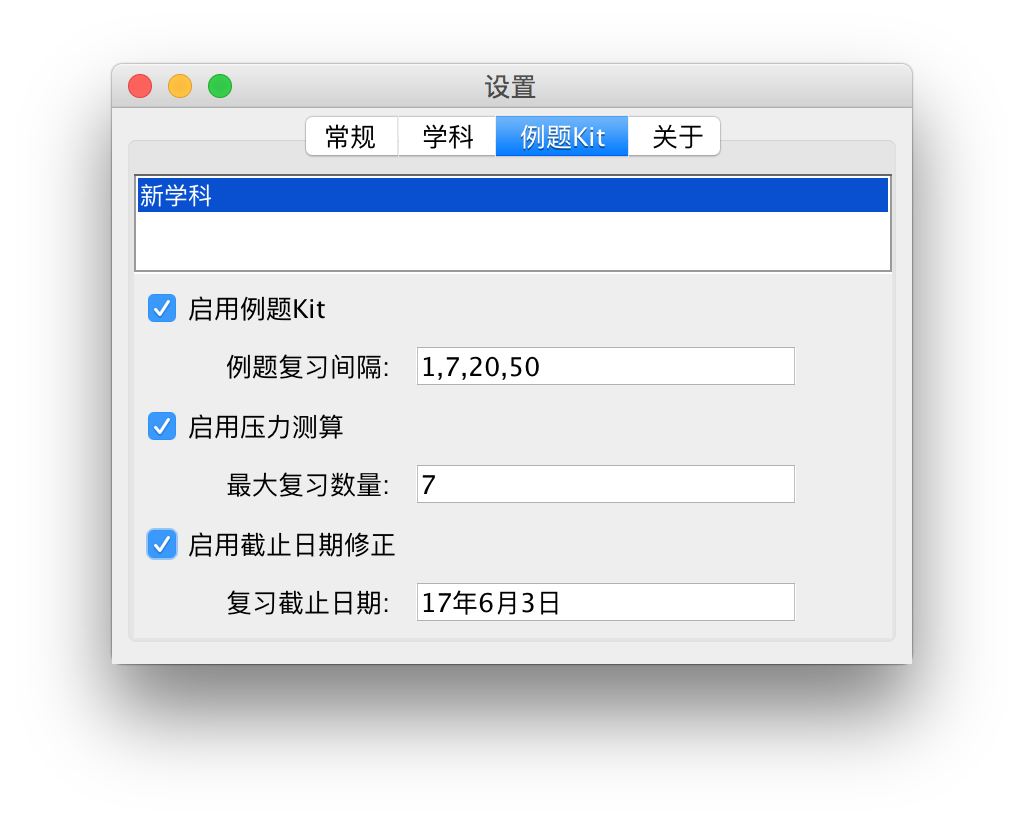 设置
常规 学科 例题Kit 关于
新学科
启用例题Kit
例题复习间隔: 1,7,20,50
启用压力测算
最大复习数量: 7
启用截止日期修正
复习截止日期: 17年6月3日